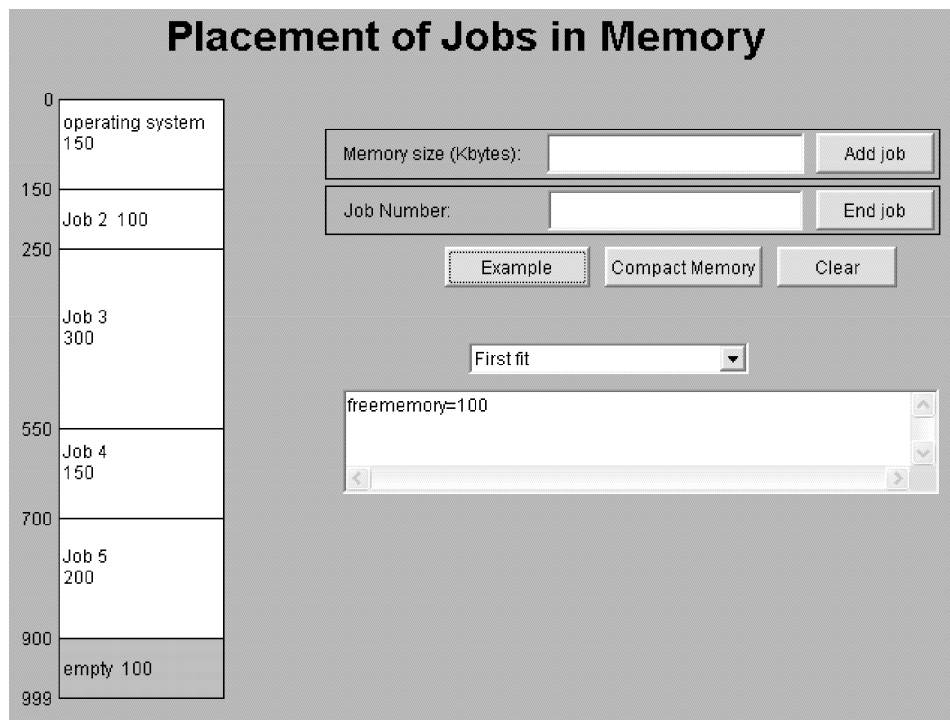 Placement of Jobs in Memory
0
operating system
150
150
Job 2 100
250
Job 3
300
550
Job 4
150
700
Job 5
200
900
empty 100
999
Memory size (Kbytes):
Add job
Job Number:
End job
Example
Compact Memory
Clear
First fit
freememory=100